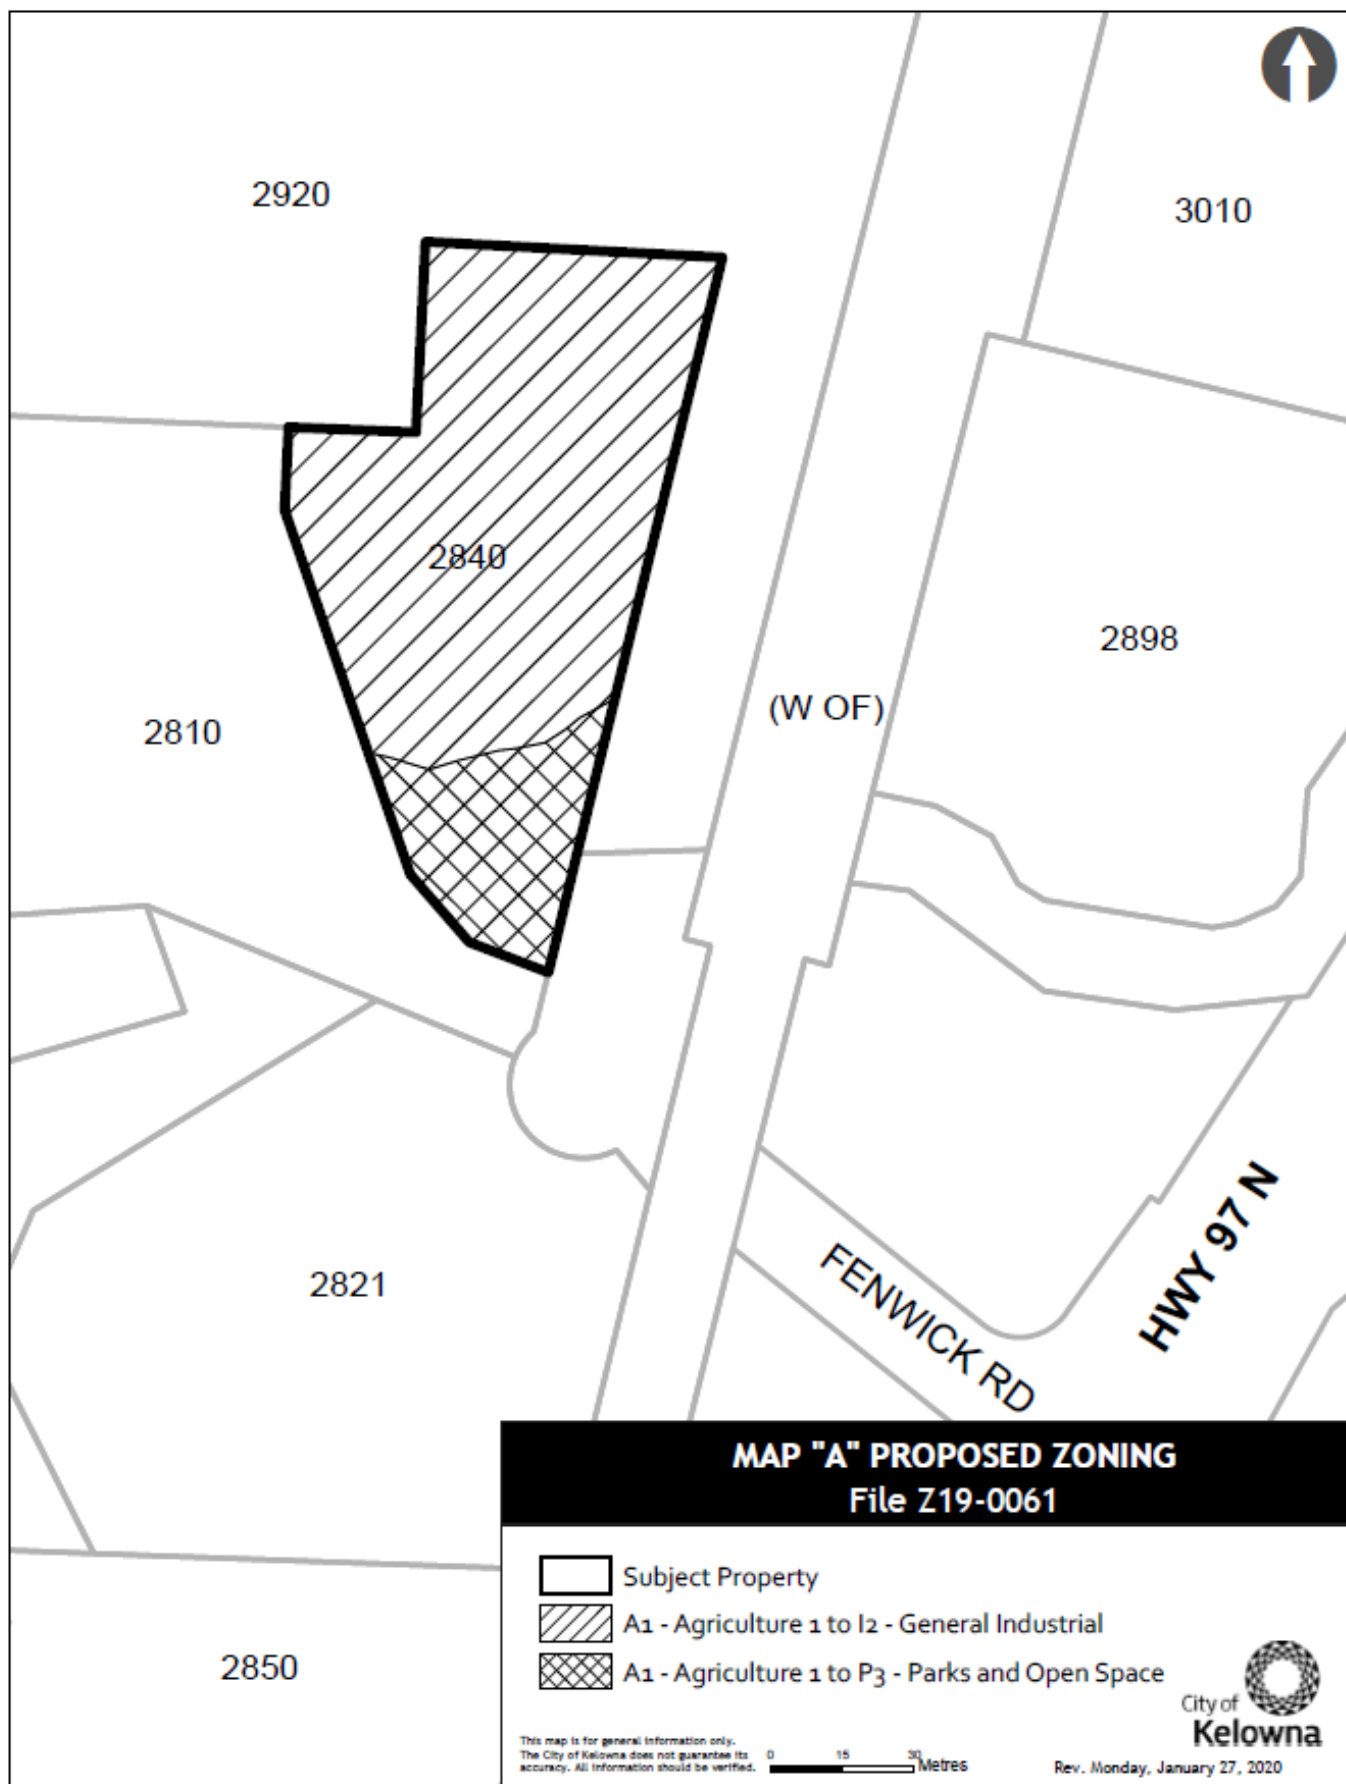 2920
3010
2840
2898
(W OF)
2810
HWY 97 N
FENWICK RD
2821
2850
MAP "A" PROPOSED ZONING
File Z19-0061
Subject Property
A1 - Agriculture 1 to I2 - General Industrial
A1 - Agriculture 1 to P3 - Parks and Open Space
City of
Kelowna
This map is for general information only.
The City of Kelowna does not guarantee its
accuracy. All information should be verified.
0 15 30 Metres
Rev. Monday, January 27, 2020